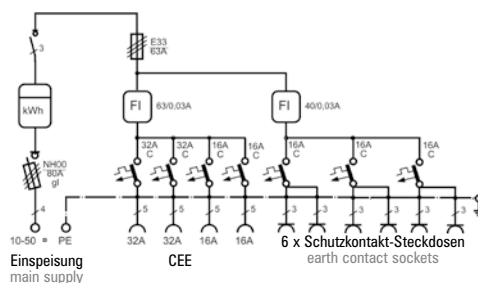 E33
63A
3
FI 63/0,03A
FI 40/0,03A
kWh
32A 32A 16A 16A 16A 16A 16A
C C C C C C C
NH00
80A
gl
4 5 5 5 5 3 3 3 3 3 3
10-50 PE 32A 32A 16A 16A
6 x Schutzkontakt-Steckdosen
earth contact sockets
Einspeisung
main supply
CEE